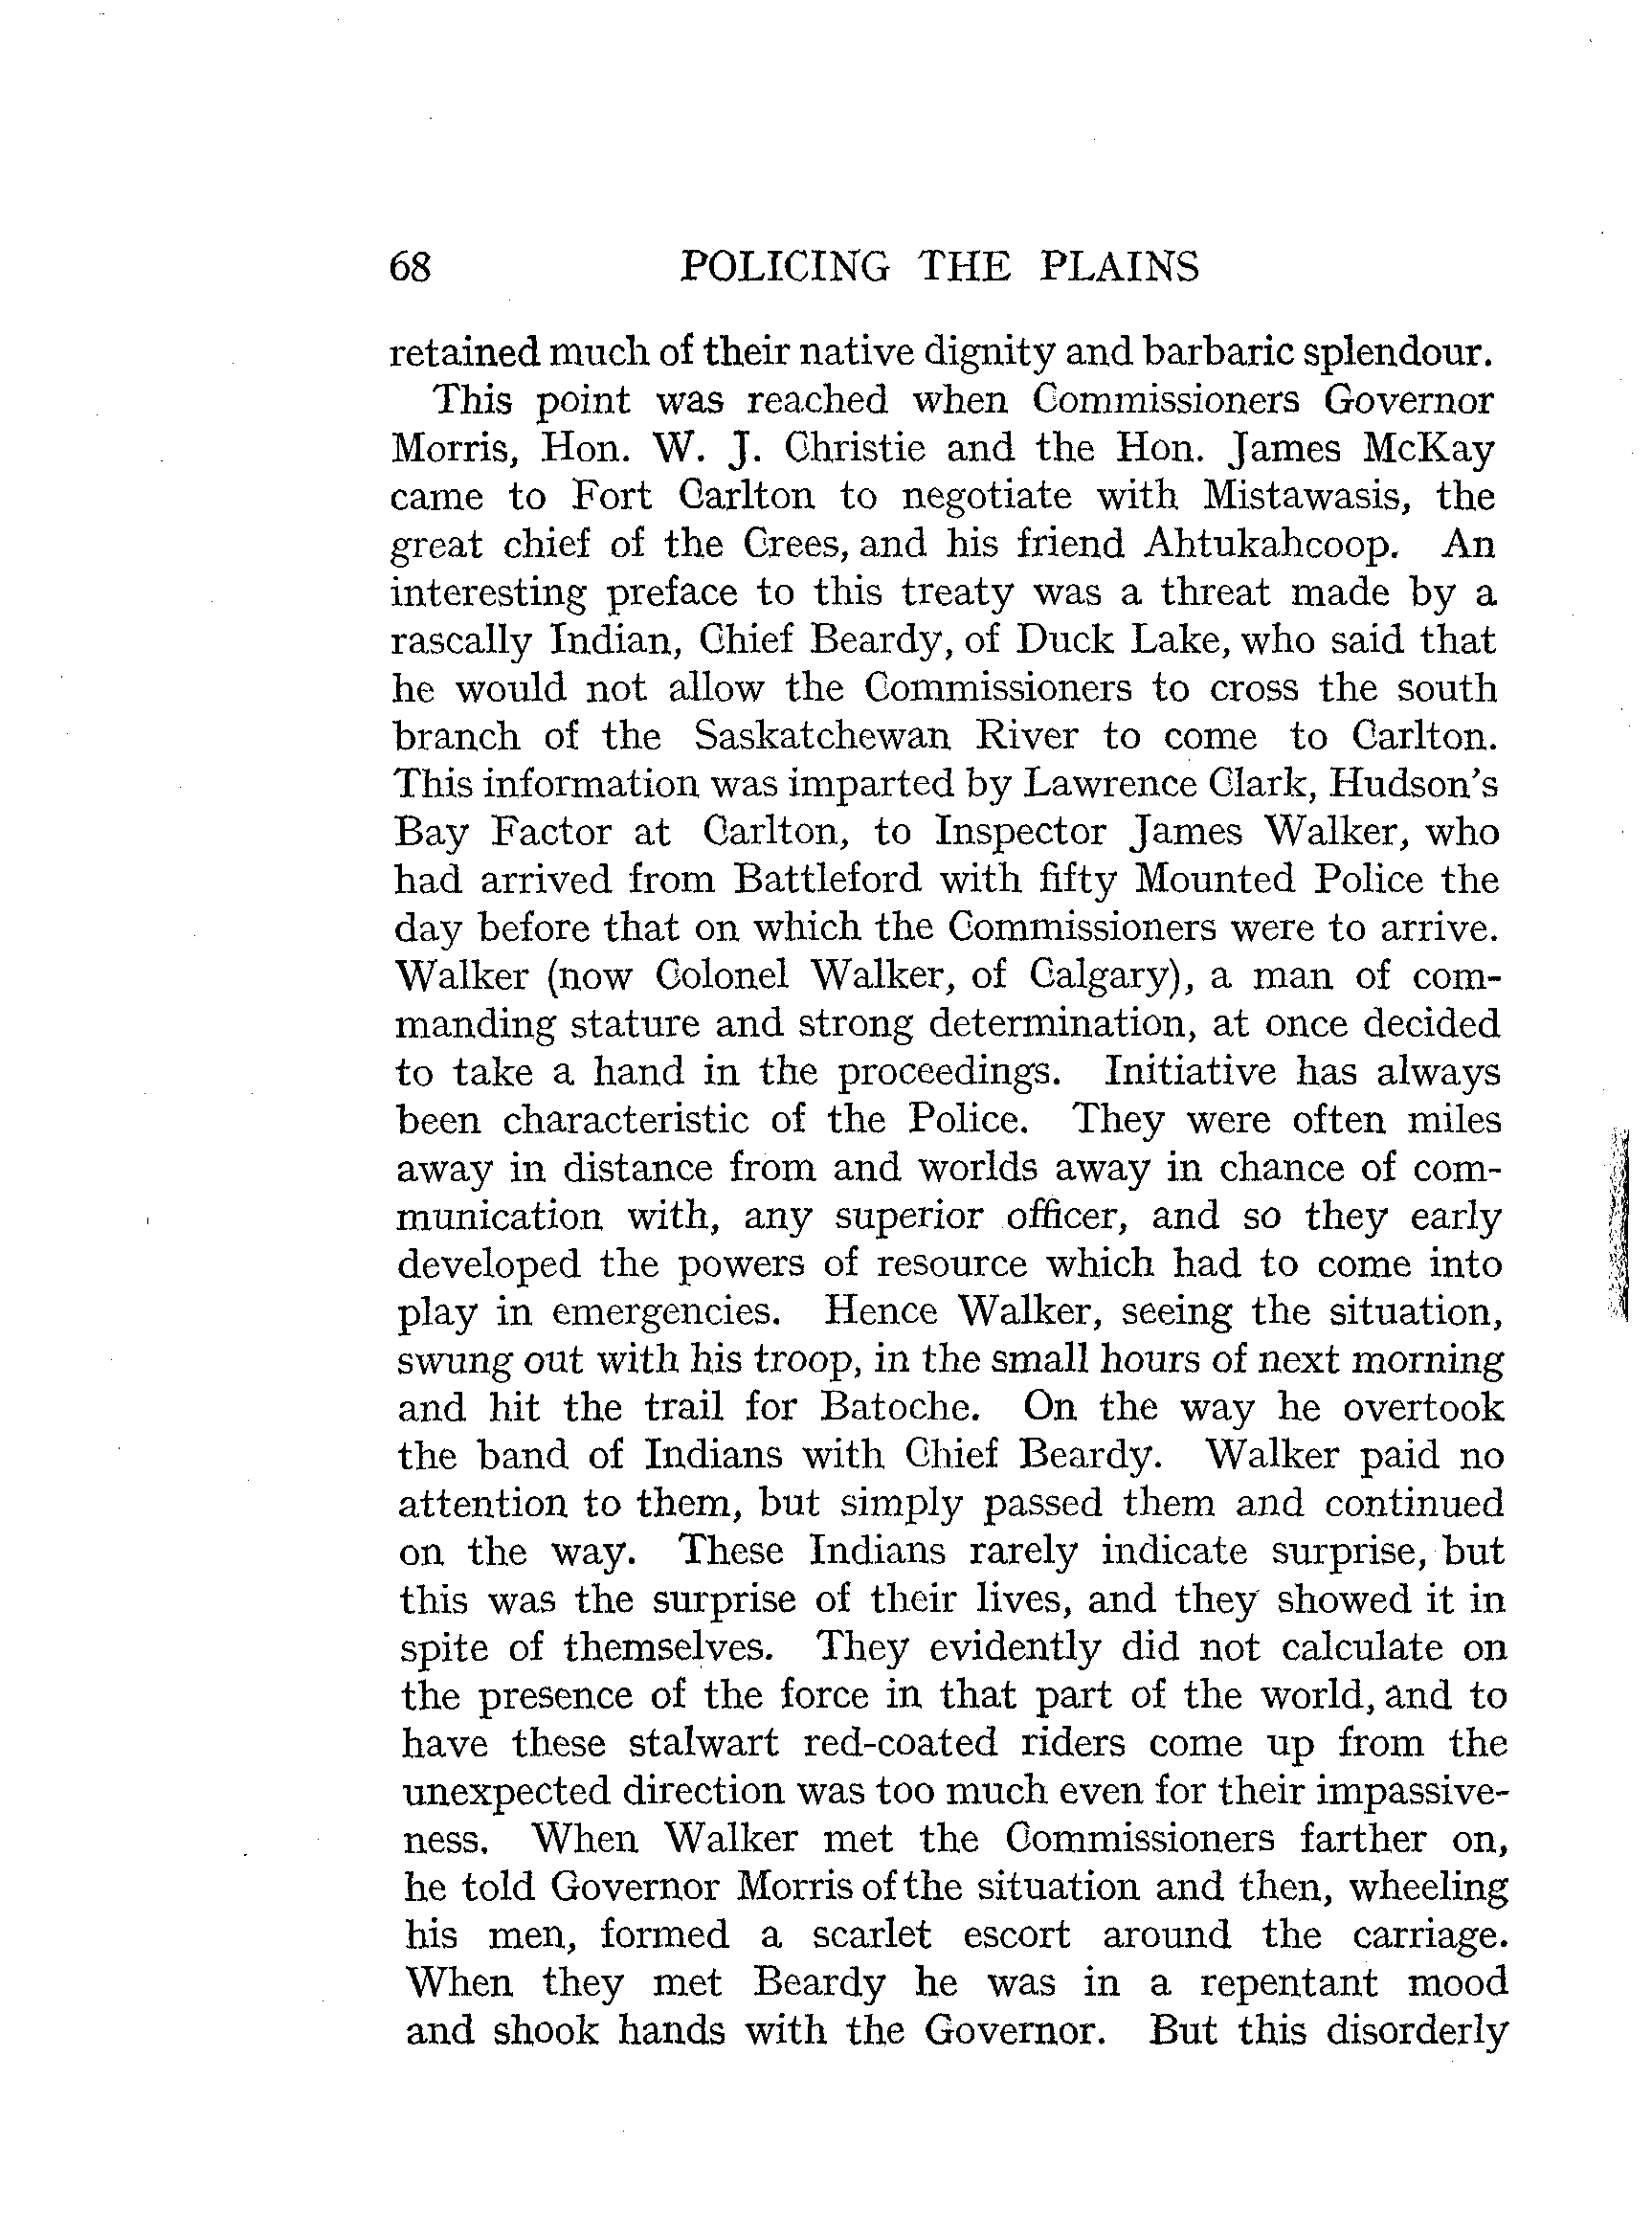 68 POLICING THE PLAINS
retained much of their native dignity and barbaric splendour.
This point was reached when Commissioners Governor
Morris, Hon. W. J. Christie and the Hon. James McKay
came to Fort Carlton to negotiate with Mistawasis, the
great chief of the Crees, and his friend Ahtukahcoop. An
interesting preface to this treaty was a threat made by a
rascally Indian, Chief Beardy, of Duck Lake, who said that
he would not allow the Commissioners to cross the south
branch of the Saskatchewan River to come to Carlton.
This information was imparted by Lawrence Clark, Hudson's
Bay Factor at Carlton, to Inspector James Walker, who
had arrived from Battleford with fifty Mounted Police the
day before that on which the Commissioners were to arrive.
Walker (now Colonel Walker, of Calgary), a man of com-
manding stature and strong determination, at once decided
to take a hand in the proceedings. Initiative has always
been characteristic of the Police. They were often miles
away in distance from and worlds away in chance of com-
munication with, any superior officer, and so they early
developed the powers of resource which had to come into
play in emergencies. Hence Walker, seeing the situation,
swung out with his troop, in the small hours of next morning
and hit the trail for Batoche. On the way he overtook
the band of Indians with Chief Beardy. Walker paid no
attention to them, but simply passed them and continued
on the way. These Indians rarely indicate surprise, but
this was the surprise of their lives, and they showed it in
spite of themselves. They evidently did not calculate on
the presence of the force in that part of the world, and to
have these stalwart red-coated riders come up from the
unexpected direction was too much even for their impassive-
ness. When Walker met the Commissioners farther on,
he told Governor Morris of the situation and then, wheeling
his men, formed a scarlet escort around the carriage.
When they met Beardy he was in a repentant mood
and shook hands with the Governor. But this disorderly